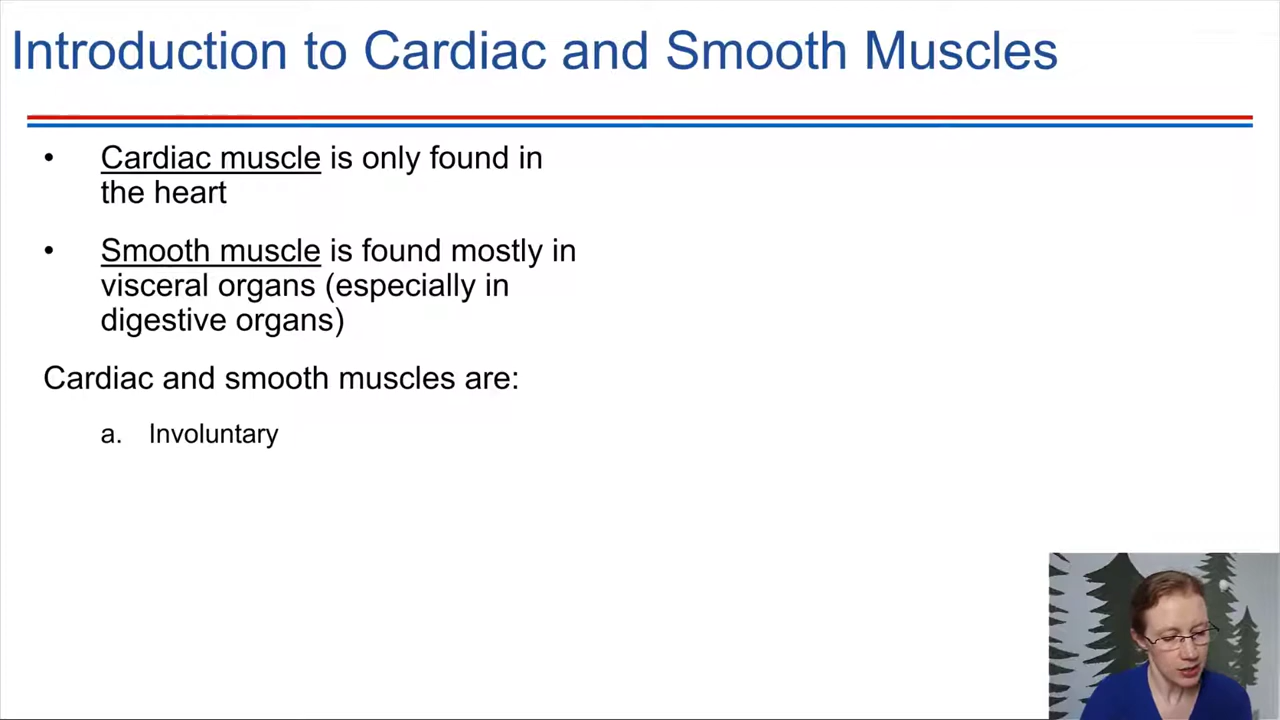 Introduction to Cardiac and Smooth Muscles
• Cardiac muscle is only found in
the heart
• Smooth muscle is found mostly in
visceral organs (especially in
digestive organs)
Cardiac and smooth muscles are:
a. Involuntary